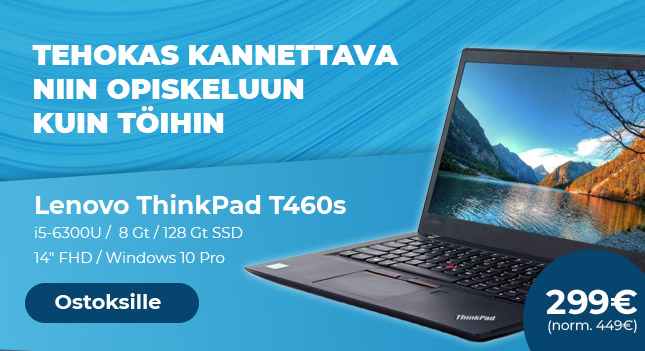 TEHOKAS KANNETTAVA
NIIN OPISKELUUN
KUIN TÖIHIN
Lenovo ThinkPad T460s
i5-6300U / 8 Gt / 128 Gt SSD
14" FHD / Windows 10 Pro
Ostoksille
ThinkPad
299€
(norm. 449€)